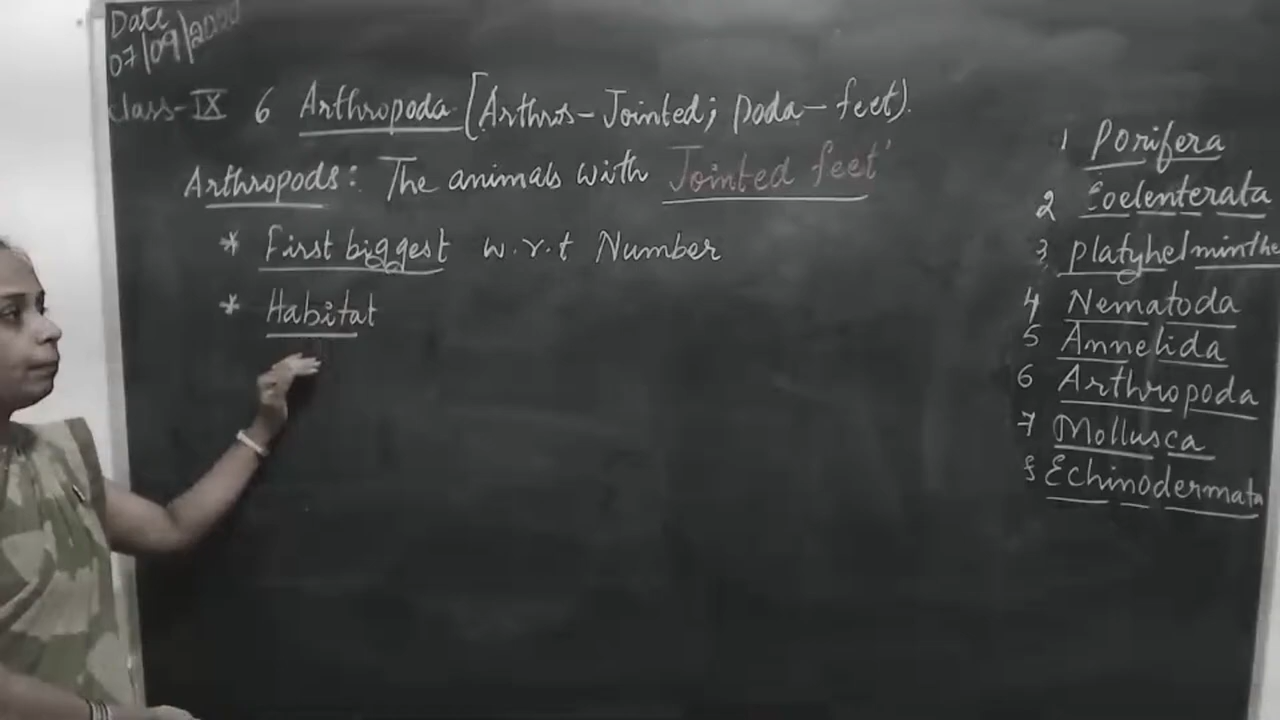 Date
07/09/2020
Class-IX 6 Arthropoda [Arthros-Jointed; poda-feet).
Arthropods: The animals with Jointed feet'
* First biggest w.r.t Number
* Habitat
1 Porifera
2 Coelenterata
3 Platyhelminthe
4 Nematoda
5 Annelida
6 Arthropoda
7 Mollusca
8 Echinodermata